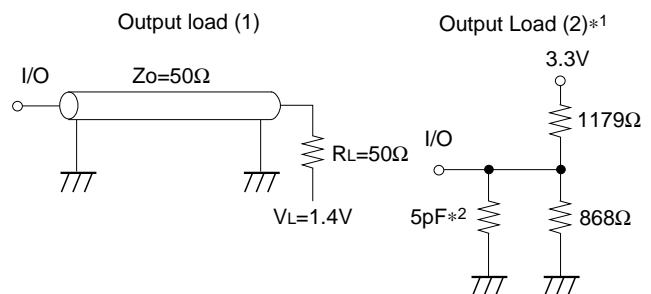 Output load (1)
I/O
Zo=50Ω
RL=50Ω
VL=1.4V
Output Load (2)*1
3.3V
1179Ω
I/O
5pF*2
868Ω